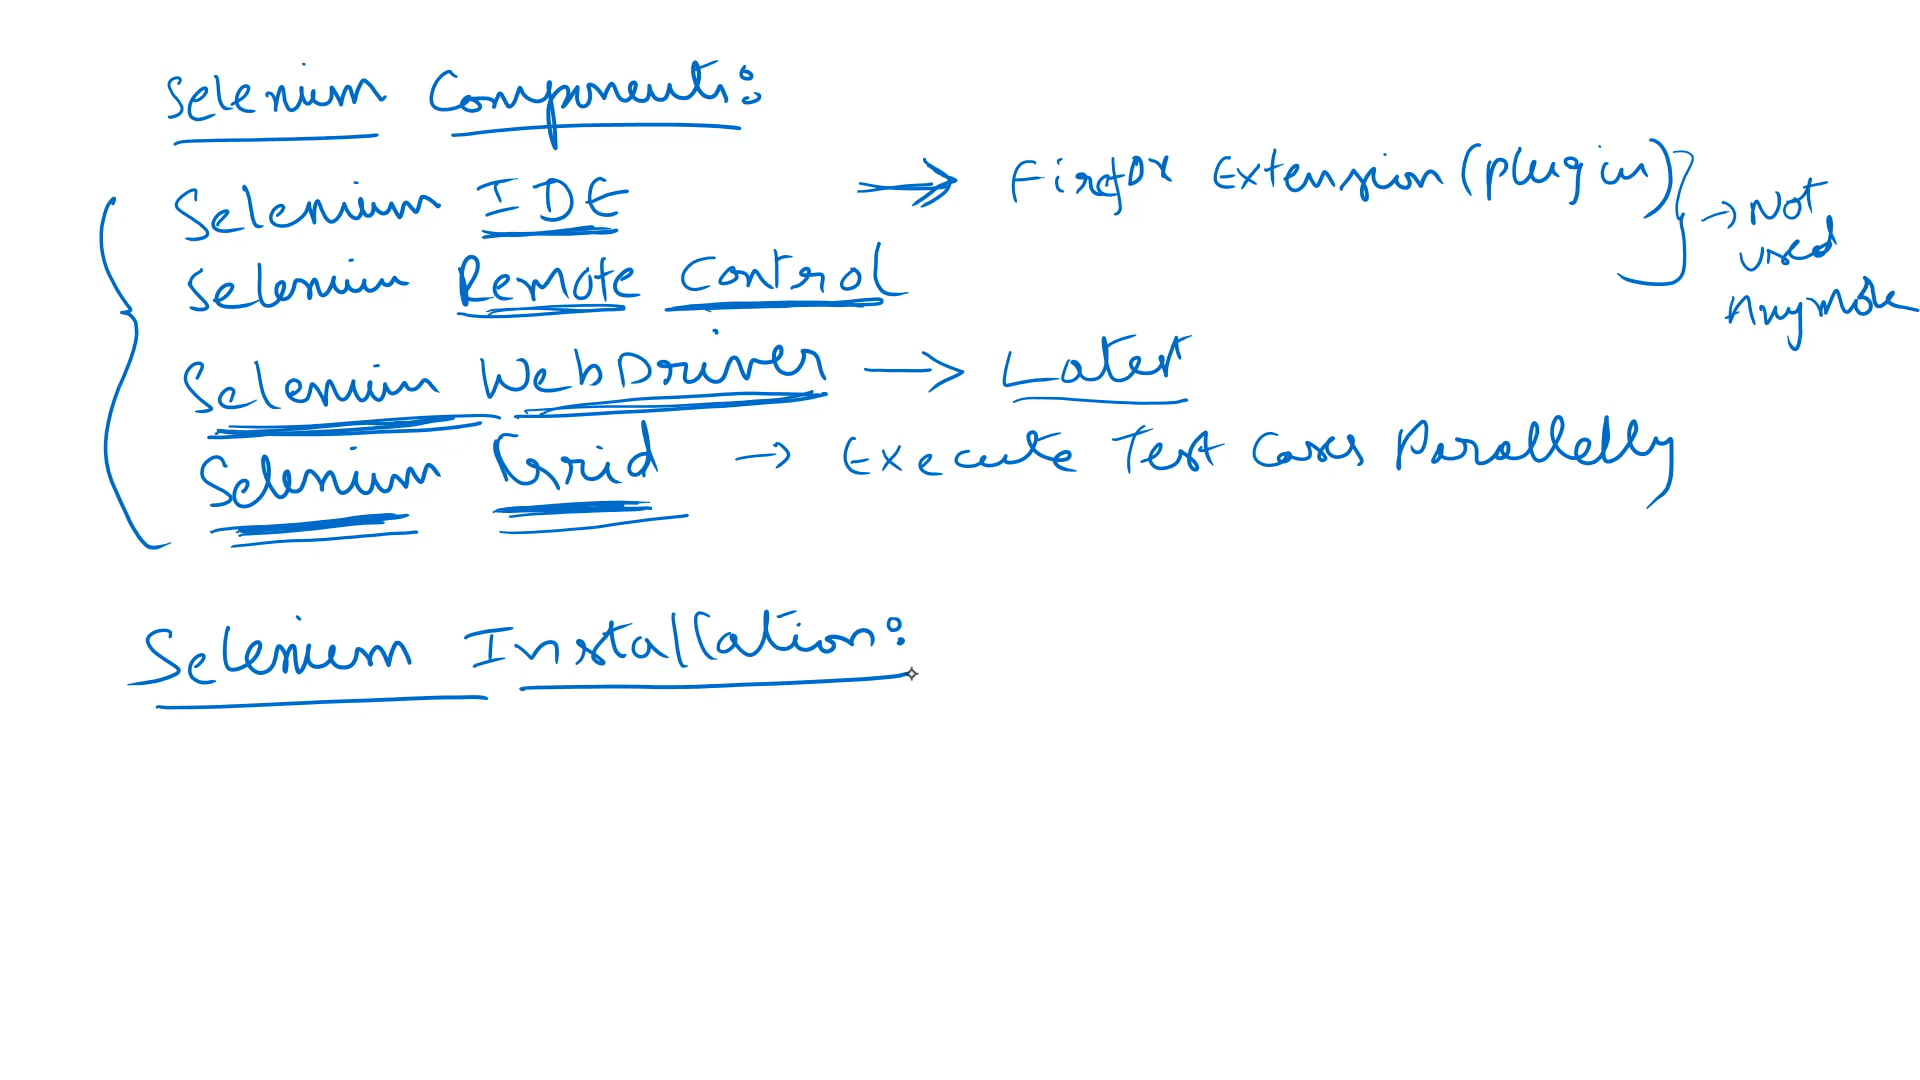 Selenium Components:
Selenium IDE → Firefox Extension (plugin)
→ Not
used
Anymore
Selenium Remote Control
Selenium WebDriver → Latest
Selenium Grid → Execute Test Cases Parallelly
Selenium Installation: